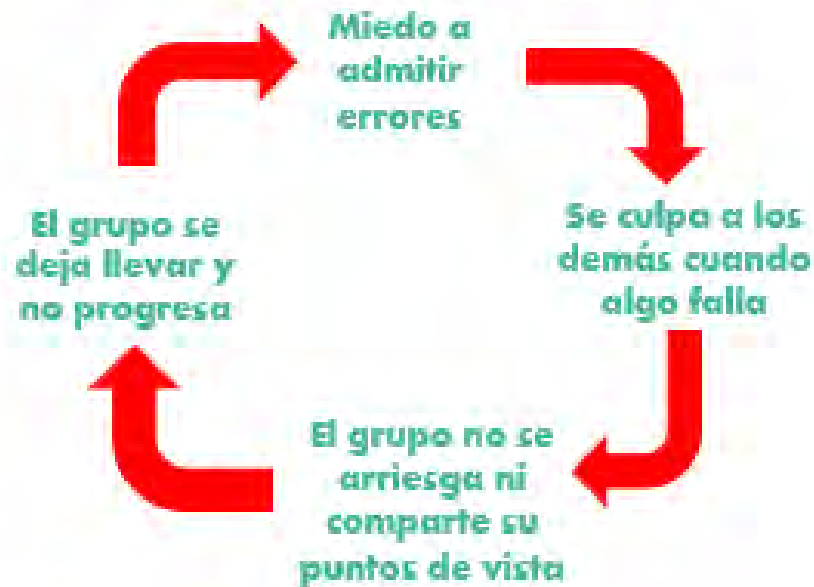 Miedo a
admitir
errores
Se culpa a los
demás cuando
algo falla
El grupo no se
arriesga ni
comparte su
puntos de vista
El grupo se
deja llevar y
no progresa